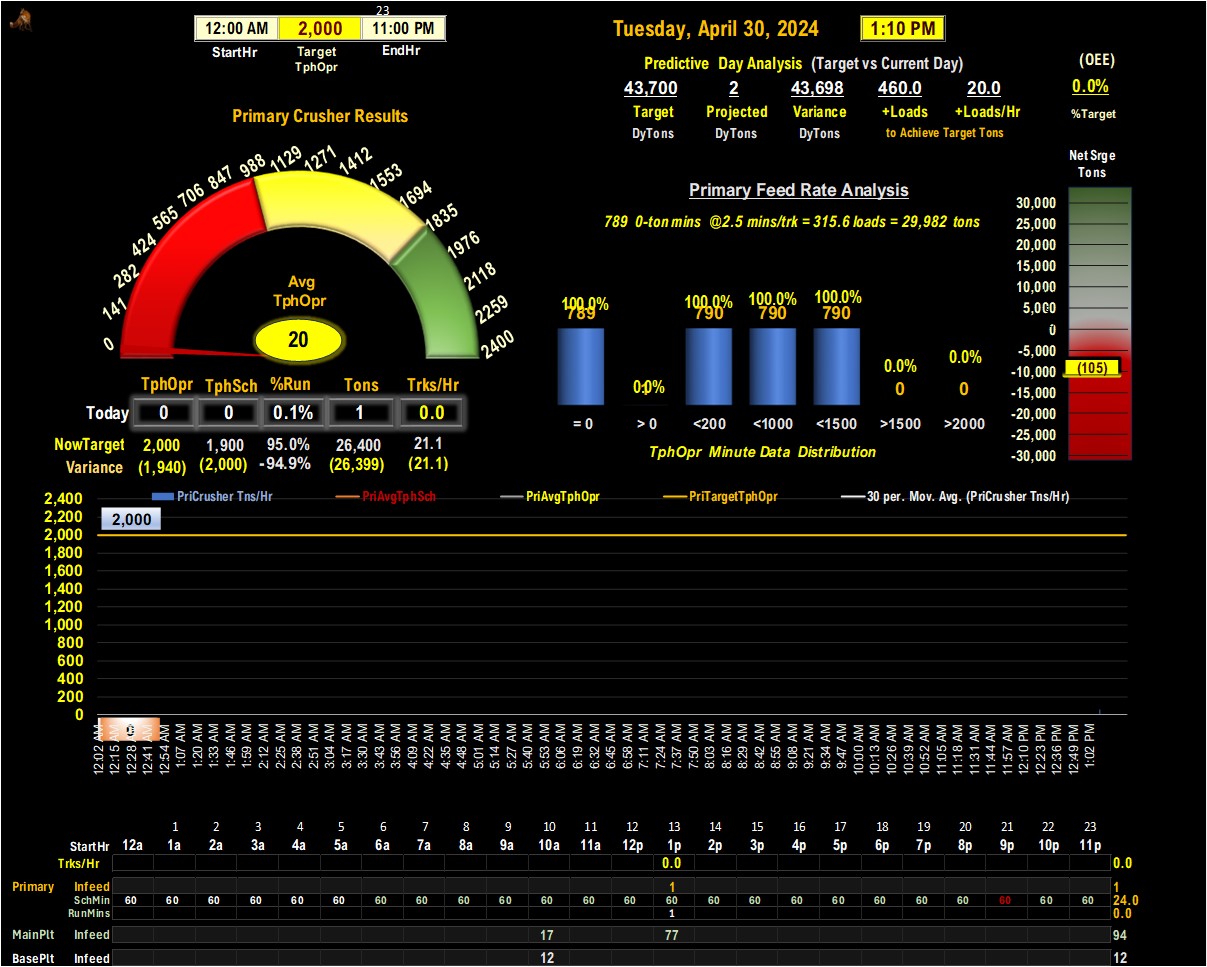 23
12:00 AM 2,000 11:00 PM
StartHr Target EndHr
TphOpr
Tuesday, April 30, 2024 1:10 PM
Predictive Day Analysis (Target vs Current Day)
43,700 2 43,698 460.0 20.0
Target Projected Variance +Loads +Loads/Hr
DyTons DyTons DyTons to Achieve Target Tons
(OEE)
0.0%
%Target
Primary Crusher Results
0 141 282 424 565 706 847 988 1129 1271 1412 1553 1694 1835 1976 2118 2259 2400
Avg
TphOpr
20
TphOpr TphSch %Run Tons Trks/Hr
Today 0 0 0.1% 1 0.0
NowTarget 2,000 1,900 95.0% 26,400 21.1
Variance (1,940) (2,000) -94.9% (26,399) (21.1)
Primary Feed Rate Analysis
789 0-ton mins @2.5 mins/trk = 315.6 loads = 29,982 tons
100.0% 0.0% 100.0% 100.0% 100.0% 0.0% 0.0%
789 790 790 790 0 0
= 0 > 0 <200 <1000 <1500 >1500 >2000
TphOpr Minute Data Distribution
Net Srge
Tons
30,000
25,000
20,000
15,000
10,000
5,000
0
-5,000
-10,000
(105)
-15,000
-20,000
-25,000
-30,000
PriCrusher Tns/Hr PriAvgTphSch PriAvgTphOpr PriTargetTphOpr 30 per. Mov. Avg. (PriCrusher Tns/Hr)
2,400
2,200
2,000
2,000
1,800
1,600
1,400
1,200
1,000
800
600
400
200
0
0
12:02 AM 12:15 AM 12:28 AM 12:41 AM 12:54 AM 1:07 AM 1:20 AM 1:33 AM 1:46 AM 1:59 AM 2:12 AM 2:25 AM 2:38 AM 2:51 AM 3:04 AM 3:17 AM 3:30 AM 3:43 AM 3:56 AM 4:09 AM 4:22 AM 4:35 AM 4:48 AM 5:01 AM 5:14 AM 5:27 AM 5:40 AM 5:53 AM 6:06 AM 6:19 AM 6:32 AM 6:45 AM 6:58 AM 7:11 AM 7:24 AM 7:37 AM 7:50 AM 8:03 AM 8:16 AM 8:29 AM 8:42 AM 8:55 AM 9:08 AM 9:21 AM 9:34 AM 9:47 AM 10:00 AM 10:13 AM 10:26 AM 10:39 AM 10:52 AM 11:05 AM 11:18 AM 11:31 AM 11:44 AM 11:57 AM 12:10 PM 12:23 PM 12:36 PM 12:49 PM 1:02 PM
1 2 3 4 5 6 7 8 9 10 11 12 13 14 15 16 17 18 19 20 21 22 23
StartHr 12a 1a 2a 3a 4a 5a 6a 7a 8a 9a 10a 11a 12p 1p 2p 3p 4p 5p 6p 7p 8p 9p 10p 11p
Trks/Hr 0.0 0.0
Primary Infeed 1 1
SchMin 60 60 60 60 60 60 60 60 60 60 60 60 60 60 60 60 60 60 60 60 60 60 60 60 24.0
RunMins 1 0.0
MainPlt Infeed 17 77 94
BasePlt Infeed 12 12